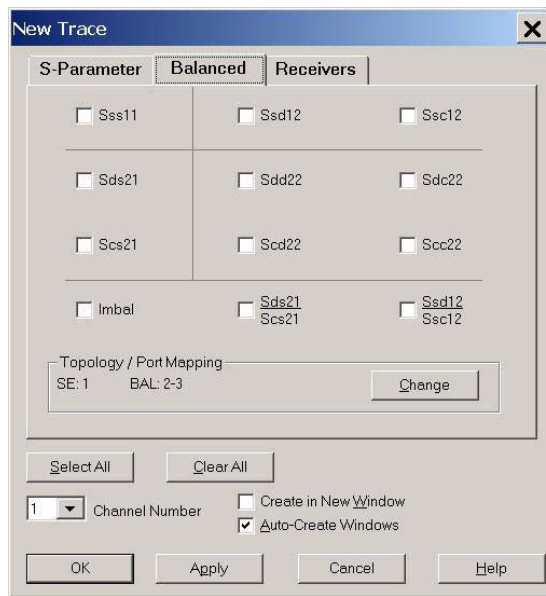 New Trace
S-Parameter Balanced Receivers
Sss11 Ssd12 Ssc12
Sds21 Sdd22 Sdc22
Scs21 Scd22 Scc22
Imbal Sds21 Ssd12
Scs21 Ssc12
Topology / Port Mapping
SE: 1 BAL: 2-3 Change
Select All Clear All
1 Channel Number Create in New Window
Auto-Create Windows
OK Apply Cancel Help